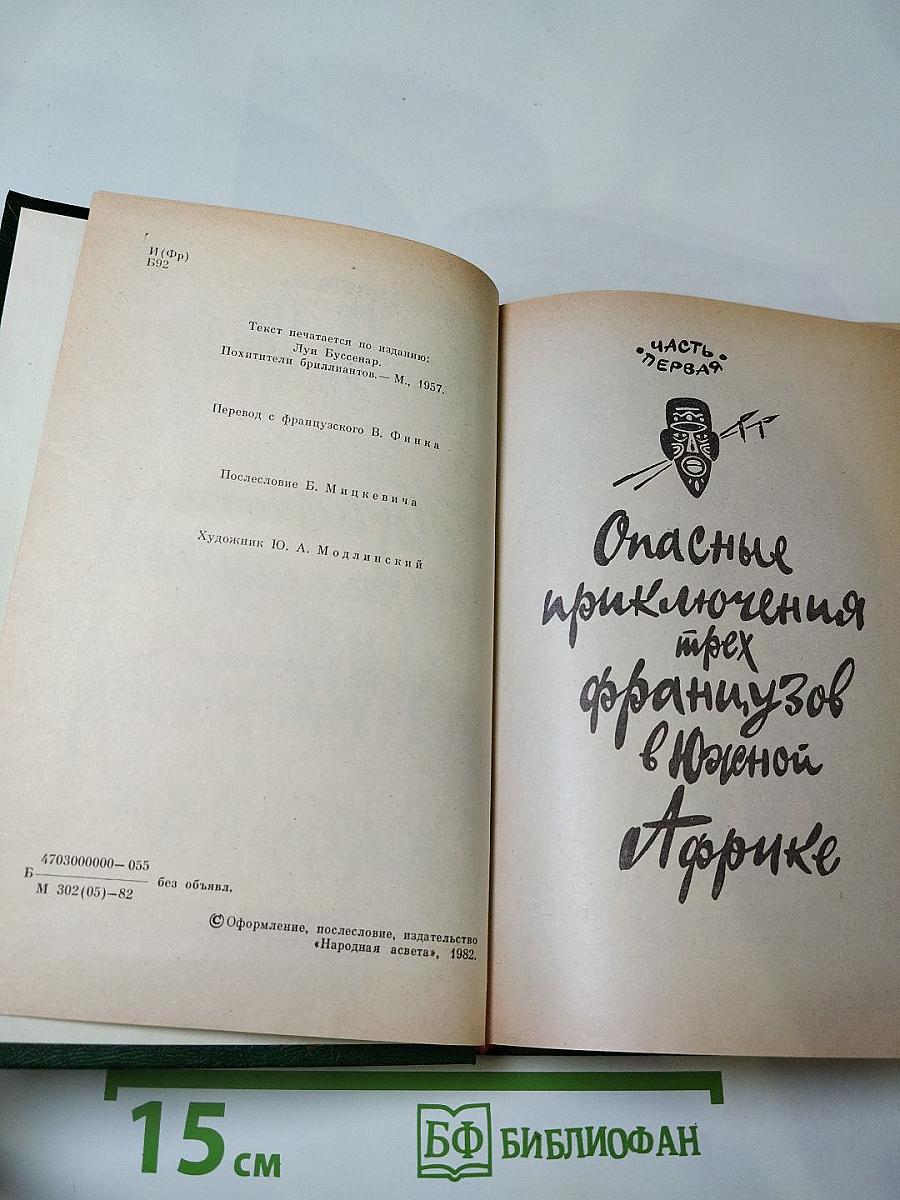 И(Фр)
Б92
Текст печатается по изданию:
Луи Буссенар.
Похитители бриллиантов.— М., 1957.
Перевод с французского В. Финка
Послесловие Б. Мицкевича
Художник Ю. А. Модлинский
4703000000—055
Б
М 302(05)—82
без объявл.
© Оформление, послесловие, издательство
«Народная асвета», 1982.
•ЧАСТЬ•
•ПЕРВАЯ•
Опасные
приключения
трех
французов
в Южной
Африке
15 см
БФ БИБЛИОФАН